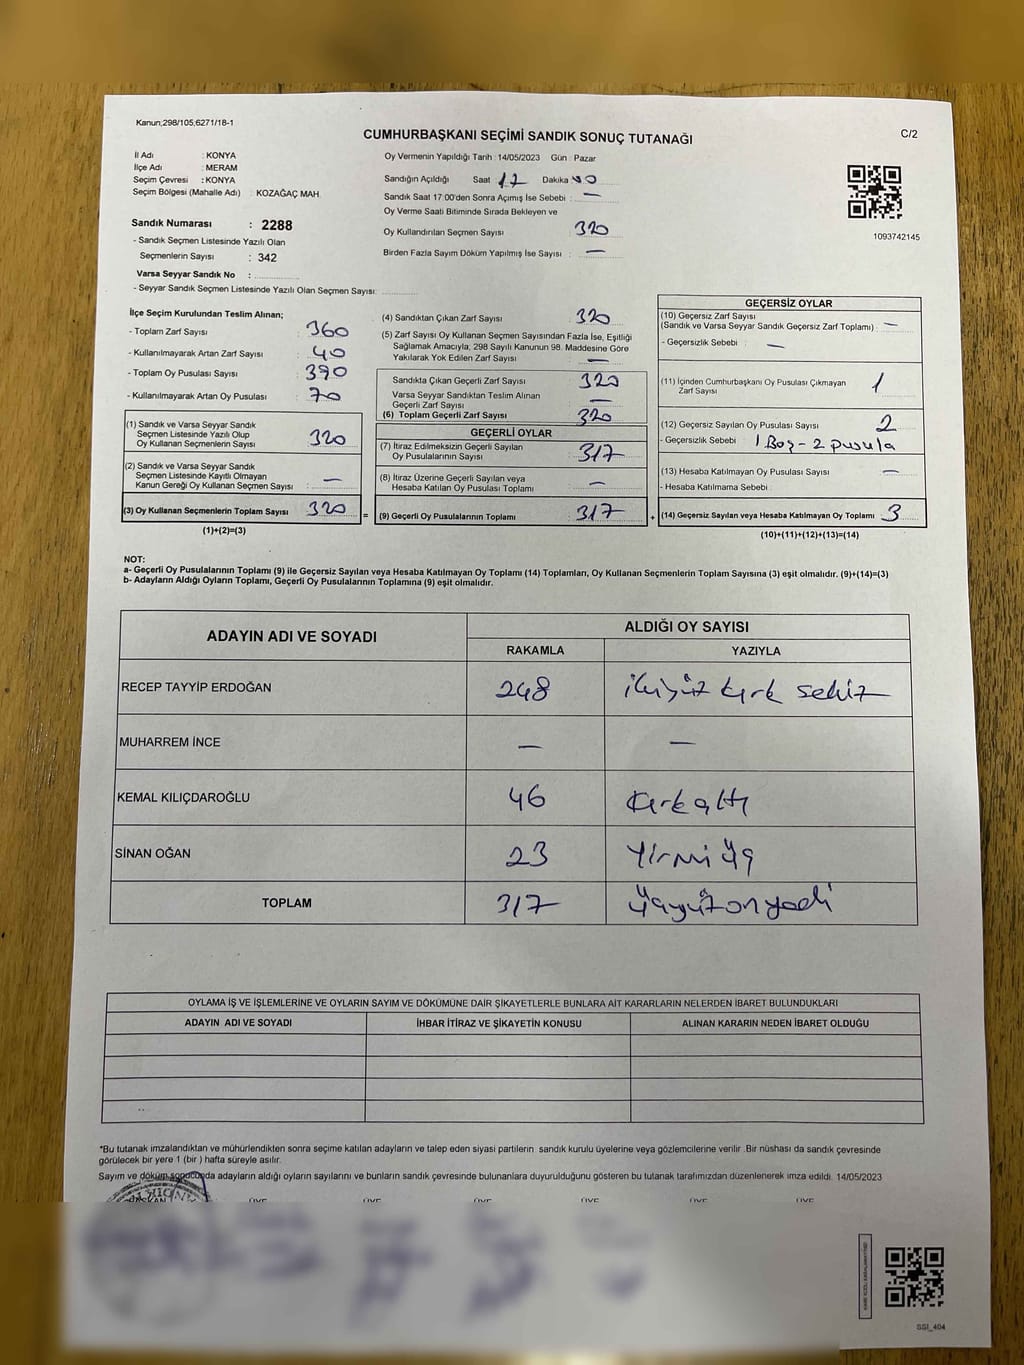 Kanun;298/105;6271/18-1
CUMHURBAŞKANI SEÇİMİ SANDIK SONUÇ TUTANAĞI
C/2
İl Adı : KONYA
İlçe Adı : MERAM
Seçim Çevresi : KONYA
Seçim Bölgesi (Mahalle Adı) : KOZAĞAÇ MAH.
Oy Vermenin Yapıldığı Tarih : 14/05/2023 Gün : Pazar
Sandığın Açıldığı Saat 17 Dakika
Sandık Saat 17:00'den Sonra Açımış İse Sebebi : —
Oy Verme Saati Bitiminde Sırada Bekleyen ve
Oy Kullandırılan Seçmen Sayısı 320
Birden Fazla Sayım Döküm Yapılmış İse Sayısı : —
1093742145
Sandık Numarası : 2288
- Sandık Seçmen Listesinde Yazılı Olan
Seçmenlerin Sayısı : 342
Varsa Seyyar Sandık No :
- Seyyar Sandık Seçmen Listesinde Yazılı Olan Seçmen Sayısı:
İlçe Seçim Kurulundan Teslim Alınan;
- Toplam Zarf Sayısı : 360
- Kullanılmayarak Artan Zarf Sayısı : 40
- Toplam Oy Pusulası Sayısı : 390
- Kullanılmayarak Artan Oy Pusulası : 70
(1) Sandık ve Varsa Seyyar Sandık
Seçmen Listesinde Yazılı Olup
Oy Kullanan Seçmenlerin Sayısı : 320
(2) Sandık ve Varsa Seyyar Sandık
Seçmen Listesinde Kayıtlı Olmayan
Kanun Gereği Oy Kullanan Seçmen Sayısı : —
(3) Oy Kullanan Seçmenlerin Toplam Sayısı : 320
(1)+(2)=(3)
(4) Sandıktan Çıkan Zarf Sayısı : 320
(5) Zarf Sayısı Oy Kullanan Seçmen Sayısından Fazla İse, Eşitliği
Sağlamak Amacıyla; 298 Sayılı Kanunun 98. Maddesine Göre
Yakılarak Yok Edilen Zarf Sayısı : —
Sandıkta Çıkan Geçerli Zarf Sayısı : 320
Varsa Seyyar Sandıktan Teslim Alınan
Geçerli Zarf Sayısı : —
(6) Toplam Geçerli Zarf Sayısı : 320
GEÇERLİ OYLAR
(7) İtiraz Edilmeksizin Geçerli Sayılan
Oy Pusulalarının Sayısı : 317
(8) İtiraz Üzerine Geçerli Sayılan veya
Hesaba Katılan Oy Pusulası Toplamı : —
= (9) Geçerli Oy Pusulalarının Toplamı : 317 +
GEÇERSİZ OYLAR
(10) Geçersiz Zarf Sayısı
(Sandık ve Varsa Seyyar Sandık Geçersiz Zarf Toplamı) : —
- Geçersizlik Sebebi : —
(11) İçinden Cumhurbaşkanı Oy Pusulası Çıkmayan
Zarf Sayısı : 1
(12) Geçersiz Sayılan Oy Pusulası Sayısı : 2
- Geçersizlik Sebebi : 1 Boş - 2 pusula
(13) Hesaba Katılmayan Oy Pusulası Sayısı : —
- Hesaba Katılmama Sebebi :
(14) Geçersiz Sayılan veya Hesaba Katılmayan Oy Toplamı : 3
(10)+(11)+(12)+(13)=(14)
NOT:
a- Geçerli Oy Pusulalarının Toplamı (9) ile Geçersiz Sayılan veya Hesaba Katılmayan Oy Toplamı (14) Toplamları, Oy Kullanan Seçmenlerin Toplam Sayısına (3) eşit olmalıdır. (9)+(14)=(3)
b- Adayların Aldığı Oyların Toplamı, Geçerli Oy Pusulalarının Toplamına (9) eşit olmalıdır.
ADAYIN ADI VE SOYADI
ALDIĞI OY SAYISI
RAKAMLA YAZIYLA
RECEP TAYYİP ERDOĞAN 248 ikiyüz kırk sekiz
MUHARREM İNCE — —
KEMAL KILIÇDAROĞLU 46 kırk altı
SİNAN OĞAN 23 Yirmi üç
TOPLAM 317 üçyüz on yedi
OYLAMA İŞ VE İŞLEMLERİNE VE OYLARIN SAYIM VE DÖKÜMÜNE DAİR ŞİKAYETLERLE BUNLARA AİT KARARLARIN NELERDEN İBARET BULUNDUKLARI
ADAYIN ADI VE SOYADI İHBAR İTİRAZ VE ŞİKAYETİN KONUSU ALINAN KARARIN NEDEN İBARET OLDUĞU
*Bu tutanak imzalandıktan ve mühürlendikten sonra seçime katılan adayların ve talep eden siyasi partilerin sandık kurulu üyelerine veya gözlemcilerine verilir. Bir nüshası da sandık çevresinde
görülecek bir yere 1 (bir ) hafta süreyle asılır.
Sayım ve döküm sonucunda adayların aldığı oyların sayılarını ve bunların sandık çevresinde bulunanlara duyurulduğunu gösteren bu tutanak tarafımızdan düzenlenerek imza edildi. 14/05/2023
BAŞKAN ÜYE ÜYE ÜYE ÜYE ÜYE ÜYE
SSI_404